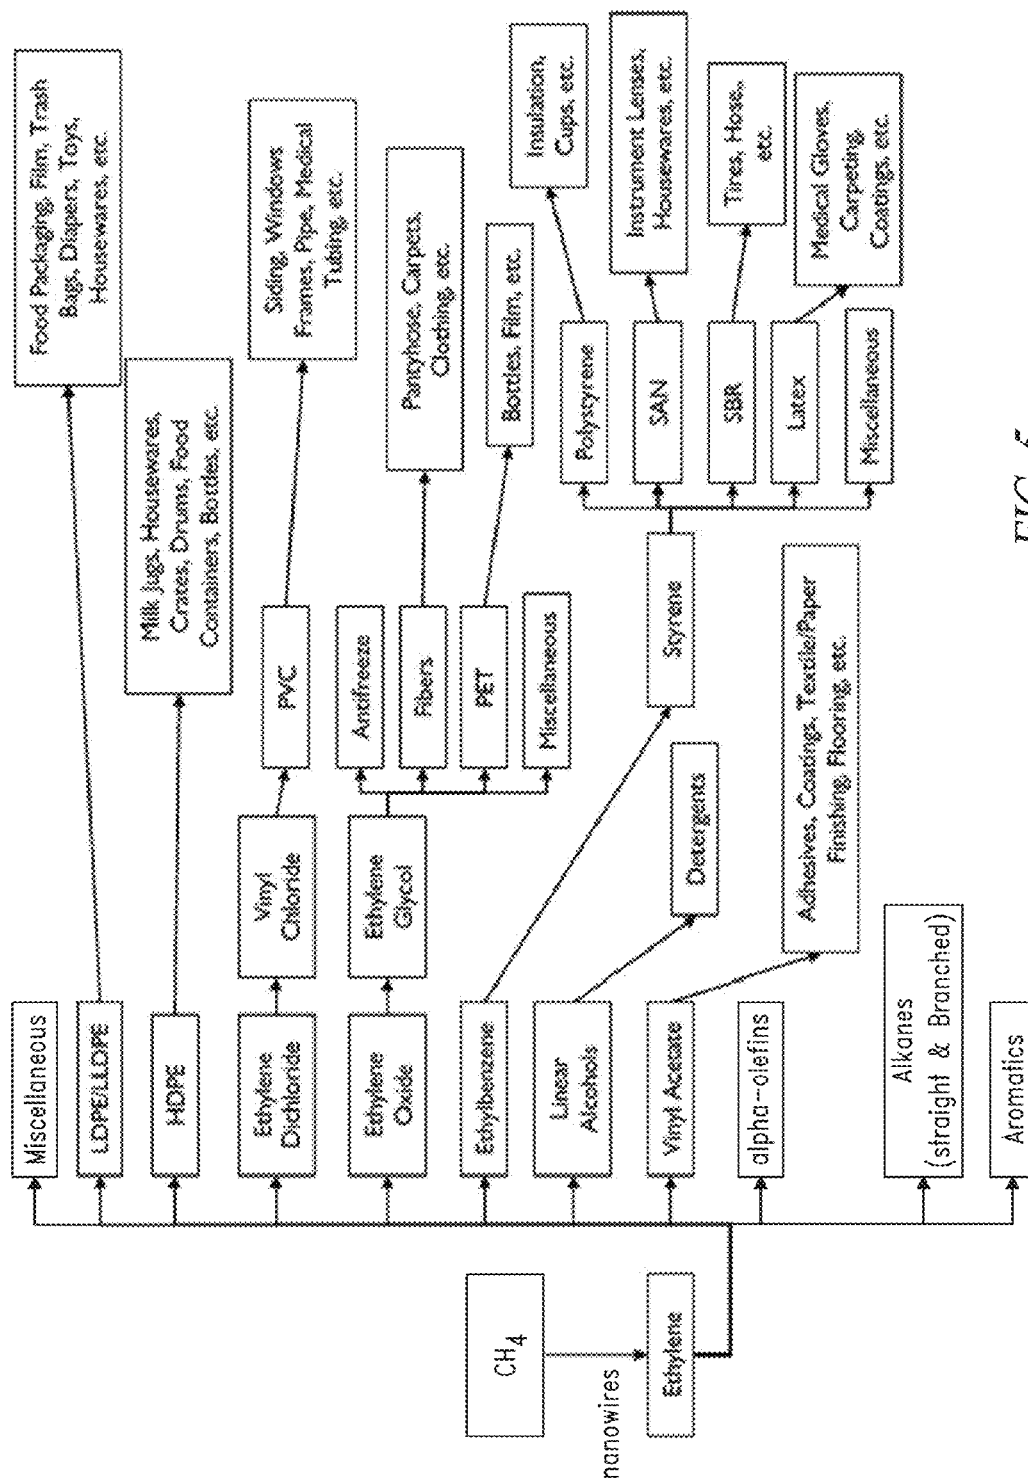 CH4
nanowires
Ethylene
Miscellaneous
LDPE/LLDPE
Food Packaging, Film, Trash
Bags, Diapers, Toys,
Housewares, etc.
HDPE
Milk Jugs, Housewares,
Crates, Drums, Food
Containers, Bottles, etc.
Ethylene
Dichloride
Vinyl
Chloride
PVC
Siding, Windows
Frames, Pipe, Medical
Tubing, etc.
Ethylene
Oxide
Ethylene
Glycol
Antifreeze
Fibers
Pantyhose, Carpets,
Clothing, etc.
PET
Bottles, Film, etc.
Miscellaneous
Ethylbenzene
Styrene
Polystyrene
Insulation,
Cups, etc.
SAN
Instrument Lenses,
Housewares, etc.
SBR
Tires, Hose,
etc.
Latex
Medical Gloves,
Carpeting,
Coatings, etc.
Miscellaneous
Linear
Alcohols
Detergents
Vinyl Acetate
Adhesives, Coatings, Textile/Paper
Finishing, Flooring, etc.
alpha-olefins
Alkanes
(straight & Branched)
Aromatics
FIG. 5